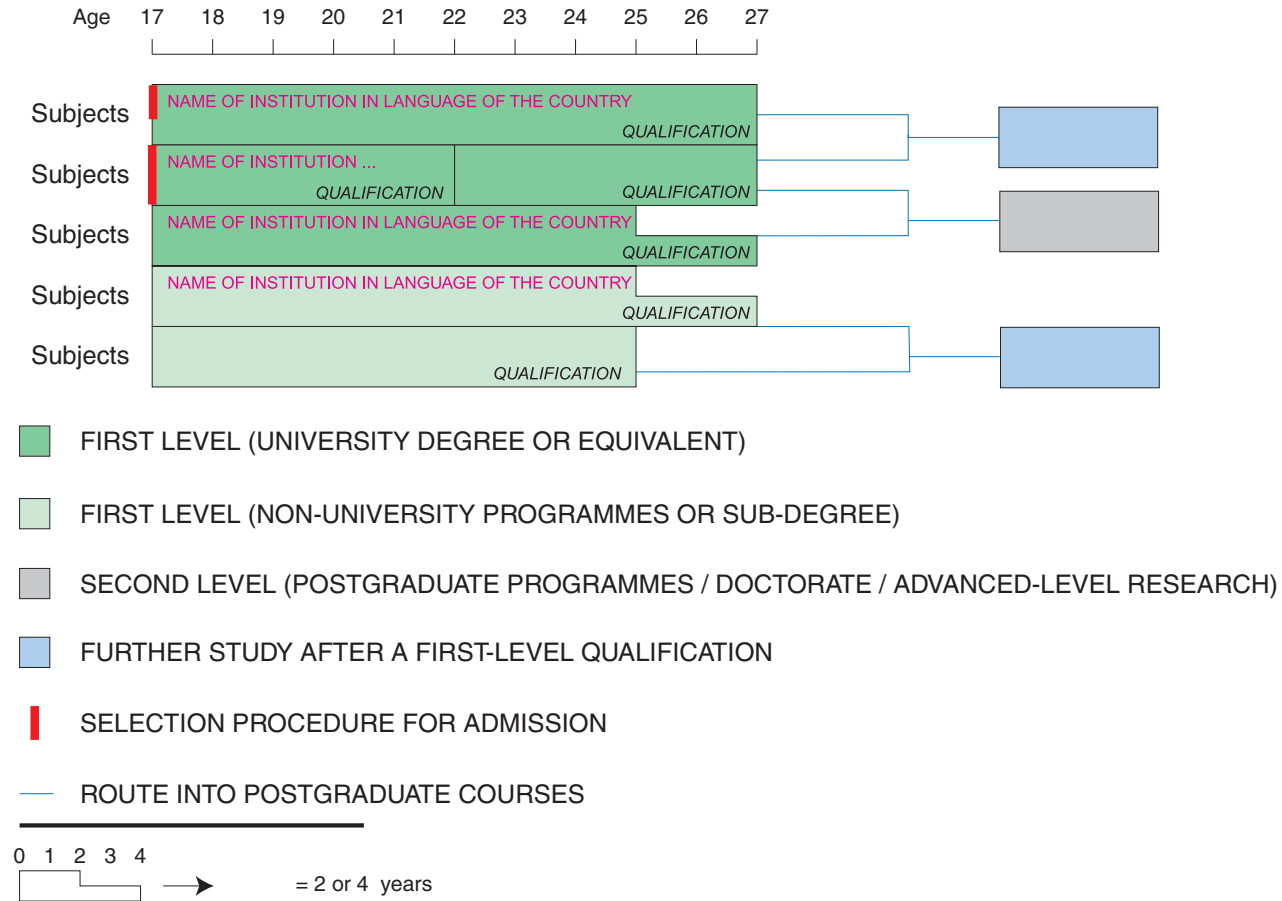 Age 17 18 19 20 21 22 23 24 25 26 27
Subjects NAME OF INSTITUTION IN LANGUAGE OF THE COUNTRY
QUALIFICATION
Subjects NAME OF INSTITUTION ...
QUALIFICATION QUALIFICATION
Subjects NAME OF INSTITUTION IN LANGUAGE OF THE COUNTRY
QUALIFICATION
Subjects NAME OF INSTITUTION IN LANGUAGE OF THE COUNTRY
QUALIFICATION
Subjects
QUALIFICATION
FIRST LEVEL (UNIVERSITY DEGREE OR EQUIVALENT)
FIRST LEVEL (NON-UNIVERSITY PROGRAMMES OR SUB-DEGREE)
SECOND LEVEL (POSTGRADUATE PROGRAMMES / DOCTORATE / ADVANCED-LEVEL RESEARCH)
FURTHER STUDY AFTER A FIRST-LEVEL QUALIFICATION
SELECTION PROCEDURE FOR ADMISSION
ROUTE INTO POSTGRADUATE COURSES
0 1 2 3 4
= 2 or 4 years